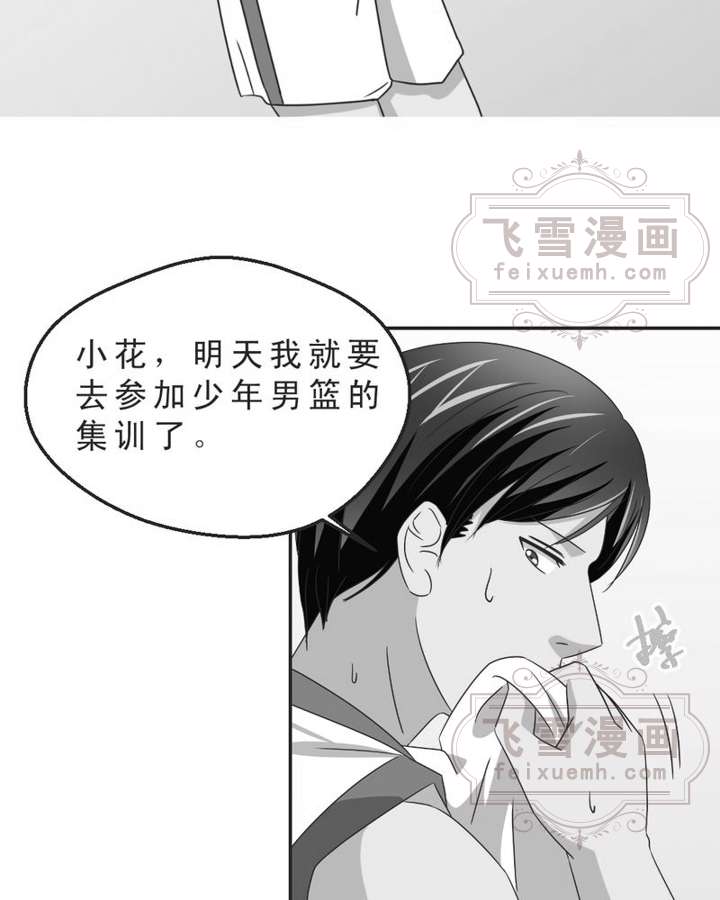 飞雪漫画
feixuemh.com
小花，明天我就要
去参加少年男篮的
集训了。
擦
飞雪漫画
feixuemh.com